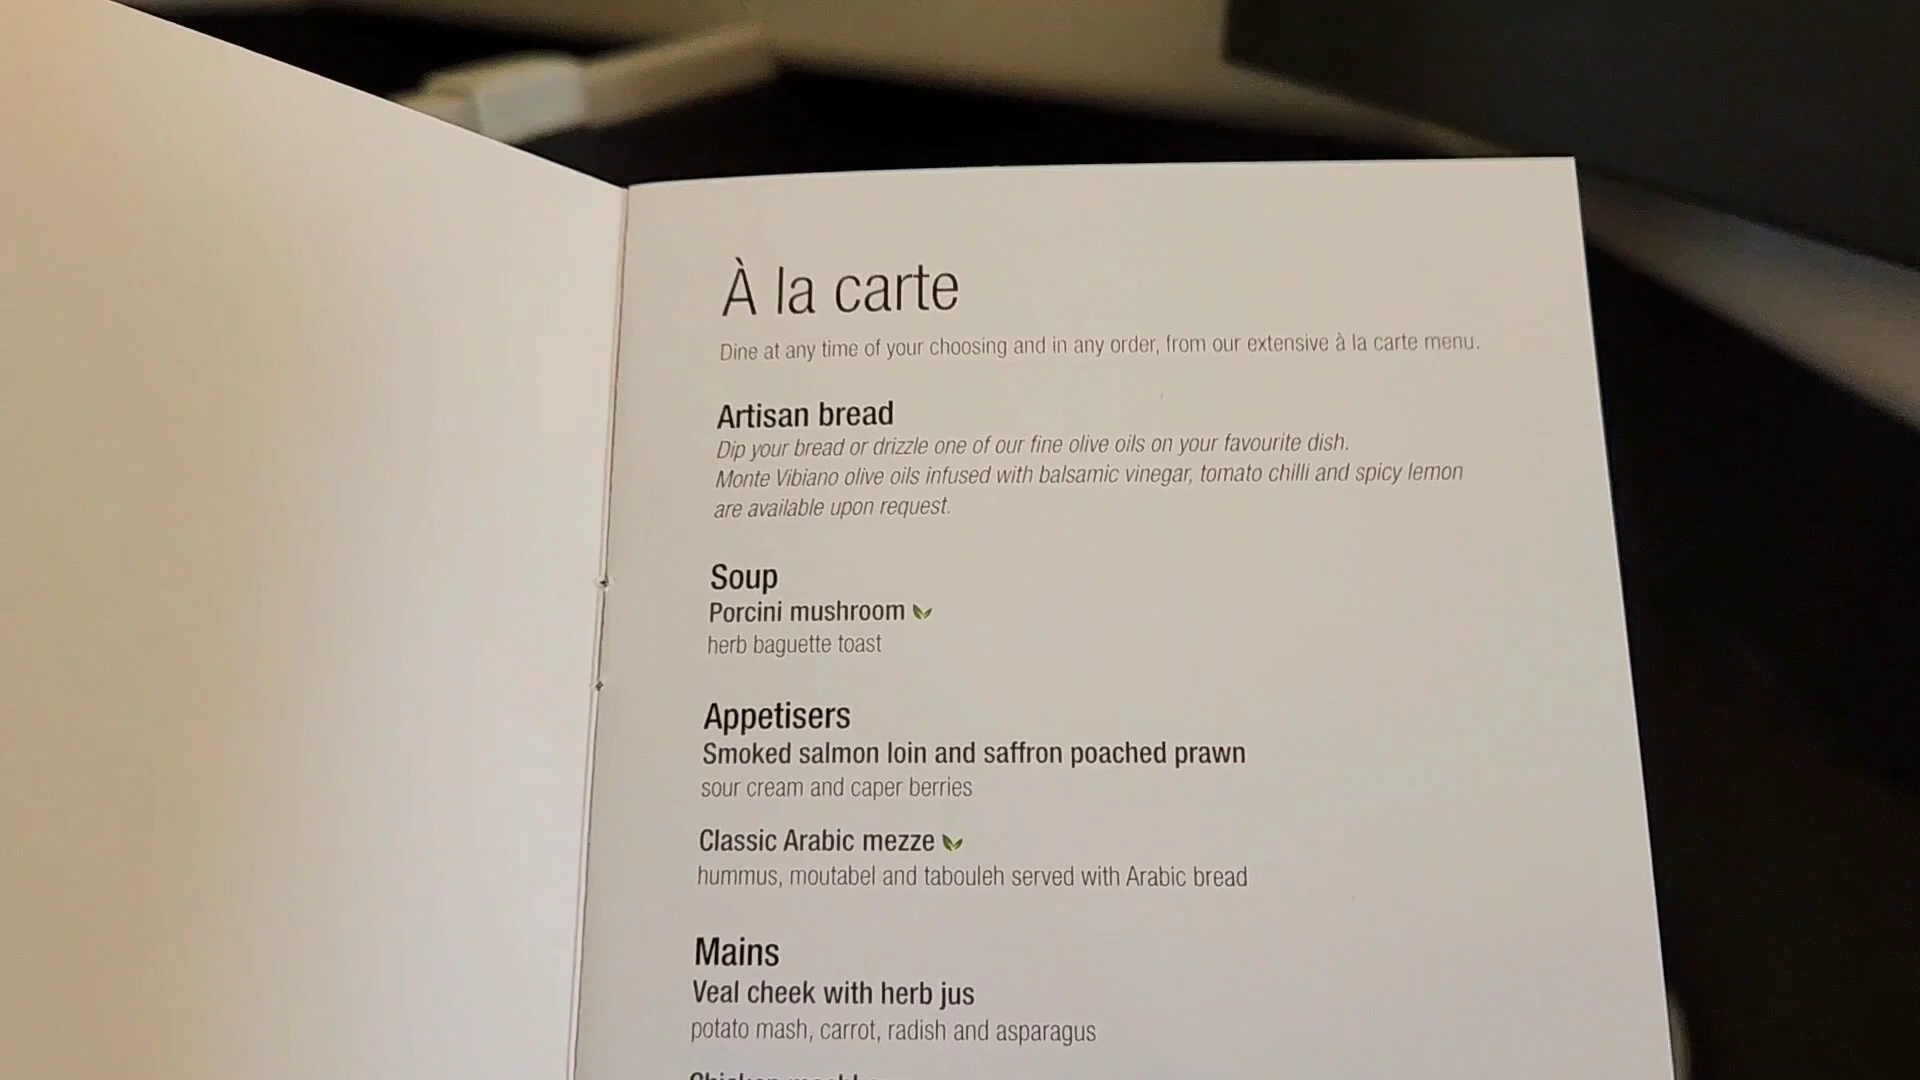 À la carte
Dine at any time of your choosing and in any order, from our extensive à la carte menu.
Artisan bread
Dip your bread or drizzle one of our fine olive oils on your favourite dish.
Monte Vibiano olive oils infused with balsamic vinegar, tomato chilli and spicy lemon
are available upon request.
Soup
Porcini mushroom
herb baguette toast
Appetisers
Smoked salmon loin and saffron poached prawn
sour cream and caper berries
Classic Arabic mezze
hummus, moutabel and tabouleh served with Arabic bread
Mains
Veal cheek with herb jus
potato mash, carrot, radish and asparagus